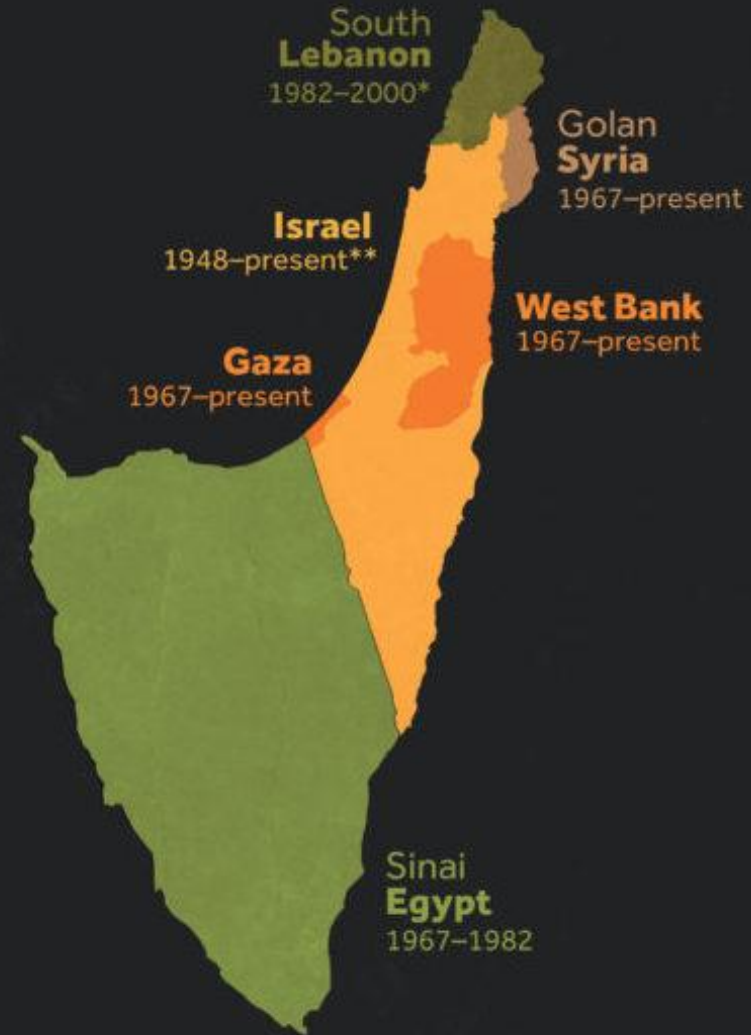 South
Lebanon
1982–2000*
Golan
Syria
1967–present
Israel
1948–present**
West Bank
1967–present
Gaza
1967–present
Sinai
Egypt
1967–1982